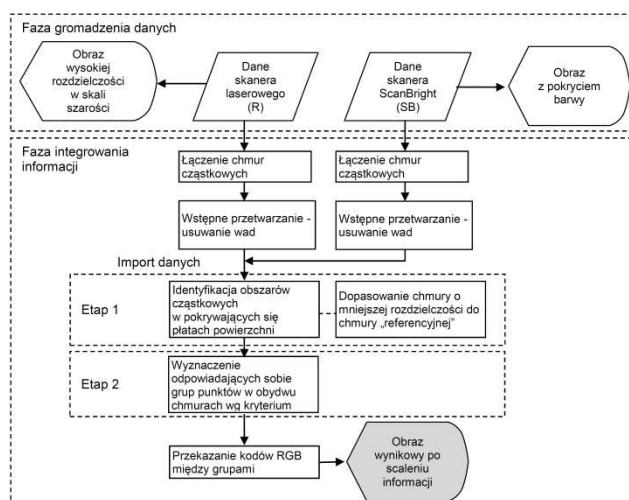 Faza gromadzenia danych
Obraz
wysokiej
rozdzielczości
w skali
szarości
Dane
skanera
laserowego
(R)
Dane
skanera
ScanBright
(SB)
Obraz
z pokryciem
barwy
Faza integrowania
informacji
Łączenie chmur
cząstkowych
Łączenie chmur
cząstkowych
Wstępne przetwarzanie -
usuwanie wad
Wstępne przetwarzanie -
usuwanie wad
Import danych
Etap 1
Identyfikacja obszarów
cząstkowych
w pokrywających się
płatach powierzchni
Dopasowanie chmury o
mniejszej rozdzielczości do
chmury „referencyjnej”
Etap 2
Wyznaczenie
odpowiadających sobie
grup punktów w obydwu
chmurach wg kryterium
Przekazanie kodów RGB
między grupami
Obraz
wynikowy po
scaleniu
informacji